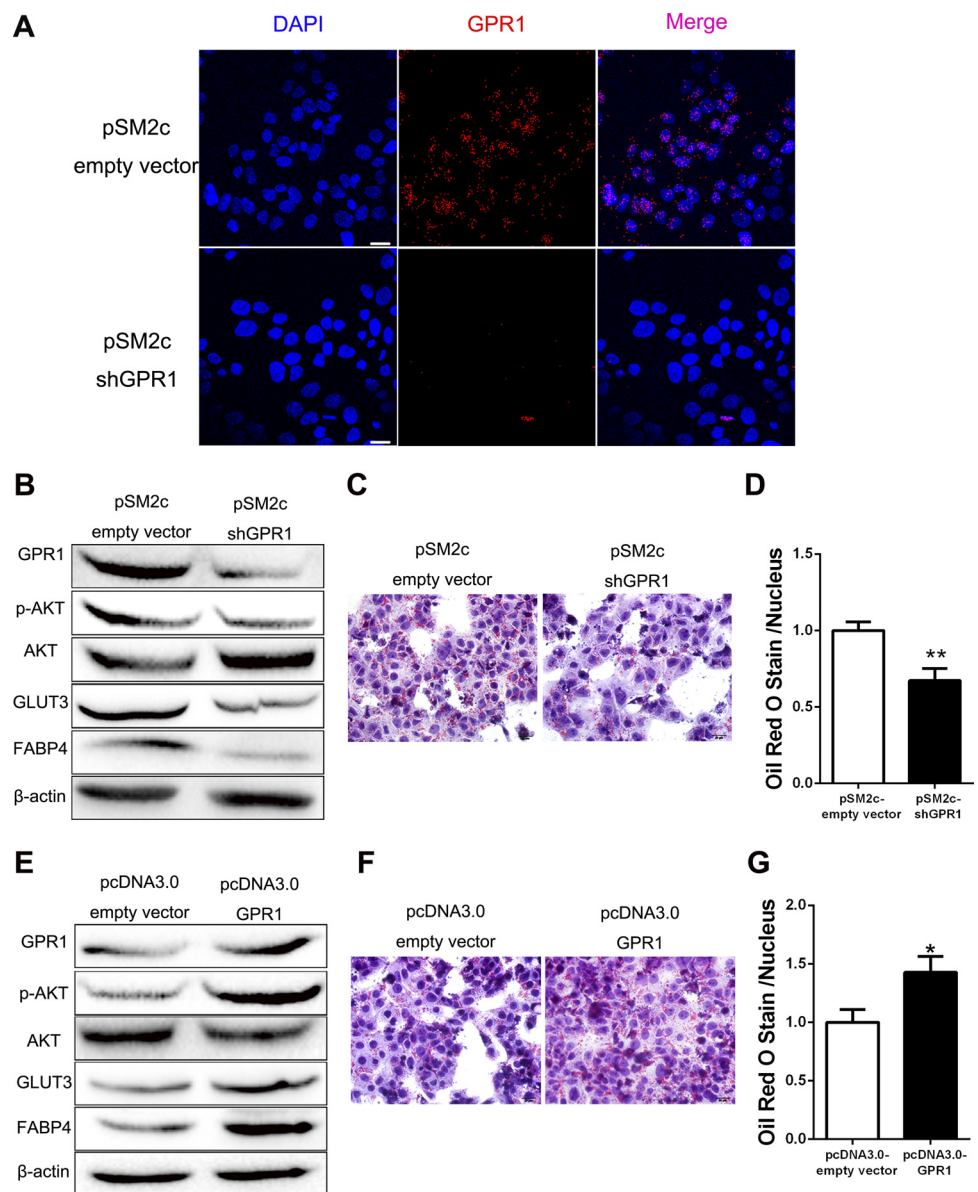 A
DAPI
GPR1
Merge
pSM2c
empty vector
pSM2c
shGPR1
B
pSM2c
empty vector
pSM2c
shGPR1
GPR1
p-AKT
AKT
GLUT3
FABP4
β-actin
C
pSM2c
empty vector
pSM2c
shGPR1
D
Oil Red O Stain /Nucleus
1.5
1.0
0.5
0.0
**
pSM2c-
empty vector
pSM2c-
shGPR1
E
pcDNA3.0
empty vector
pcDNA3.0
GPR1
GPR1
p-AKT
AKT
GLUT3
FABP4
β-actin
F
pcDNA3.0
empty vector
pcDNA3.0
GPR1
G
Oil Red O Stain /Nucleus
2.0
1.5
1.0
0.5
0.0
*
pcDNA3.0-
empty vector
pcDNA3.0-
GPR1